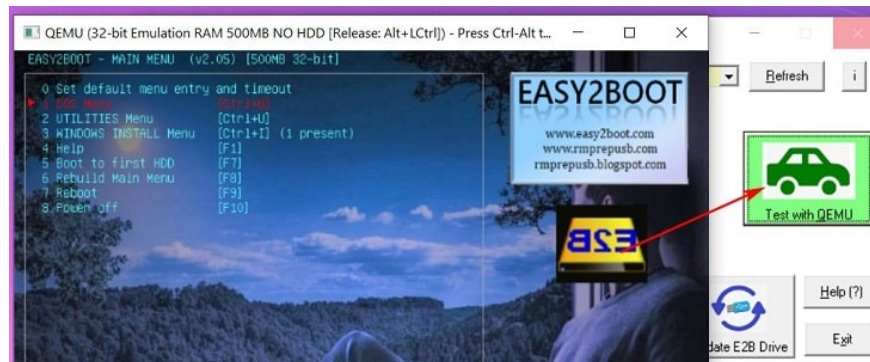 QEMU (32-bit Emulation RAM 500MB NO HDD [Release: Alt+LCtrl]) - Press Ctrl-Alt t...
EASY2BOOT - MAIN MENU (v2.05) [500MB 32-bit]
0 Set default menu entry and timeout
1 DOS Menu [Ctrl+D]
2 UTILITIES Menu [Ctrl+U]
3 WINDOWS INSTALL Menu [Ctrl+I] (1 present)
4 Help [F1]
5 Boot to first HDD [F7]
6 Rebuild Main Menu [F8]
7 Reboot [F9]
8 Power off [F10]
EASY2BOOT
www.easy2boot.com
www.rmprepusb.com
rmprepusb.blogspot.com
E2B
Refresh
i
Test with QEMU
date E2B Drive
Help (?)
Exit